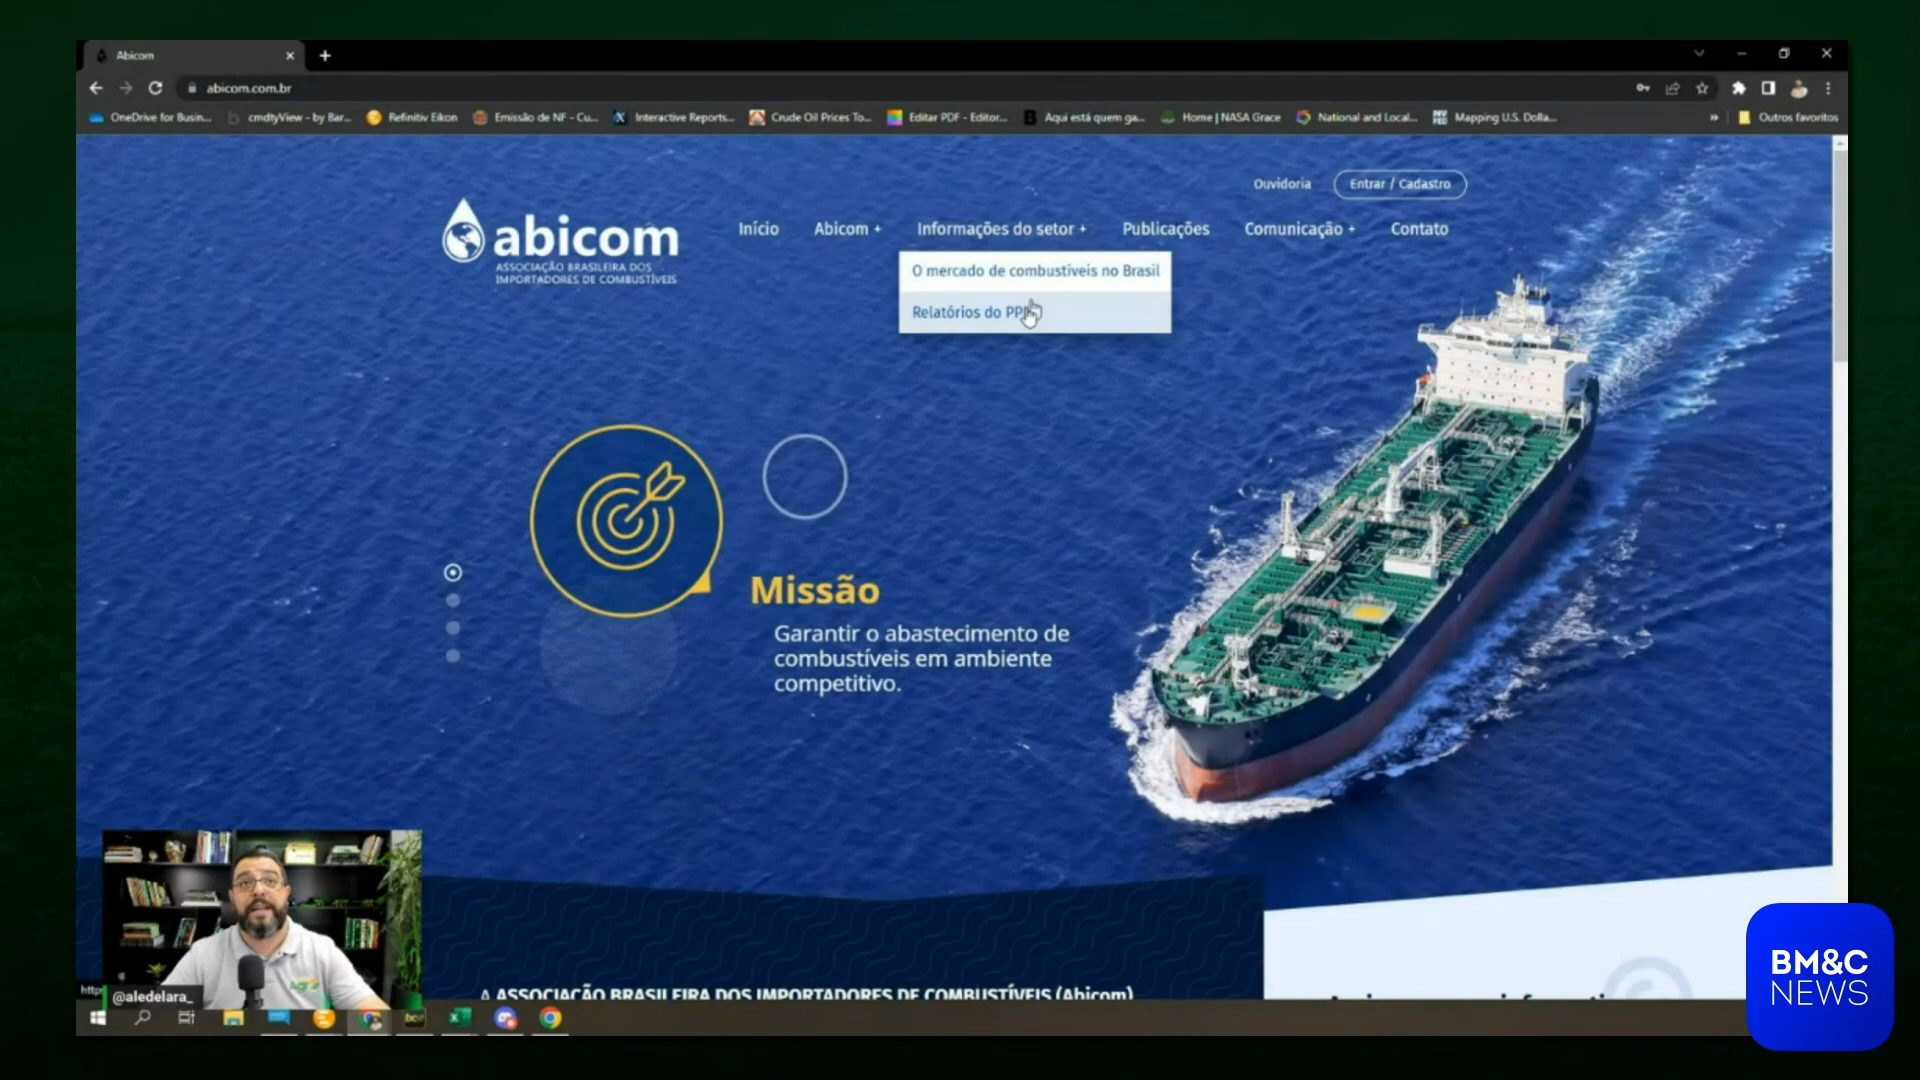 Abicom
abicom.com.br
OneDrive for Busin...
cmdtyView - by Bar...
Refinitiv Eikon
Emissão de NF - Cu...
Interactive Reports...
Crude Oil Prices To...
Editar PDF - Editor...
Aqui está quem ga...
Home | NASA Grace
National and Local...
Mapping U.S. Dolla...
Outros favoritos
Ouvidoria
Entrar / Cadastro
abicom
ASSOCIAÇÃO BRASILEIRA DOS
IMPORTADORES DE COMBUSTÍVEIS
Início
Abicom +
Informações do setor +
Publicações
Comunicação +
Contato
O mercado de combustíveis no Brasil
Relatórios do
Missão
Garantir o abastecimento de
combustíveis em ambiente
competitivo.
A ASSOCIAÇÃO BRASILEIRA DOS IMPORTADORES DE COMBUSTÍVEIS (Abicom)
http
@aledelara_
BM&C
NEWS